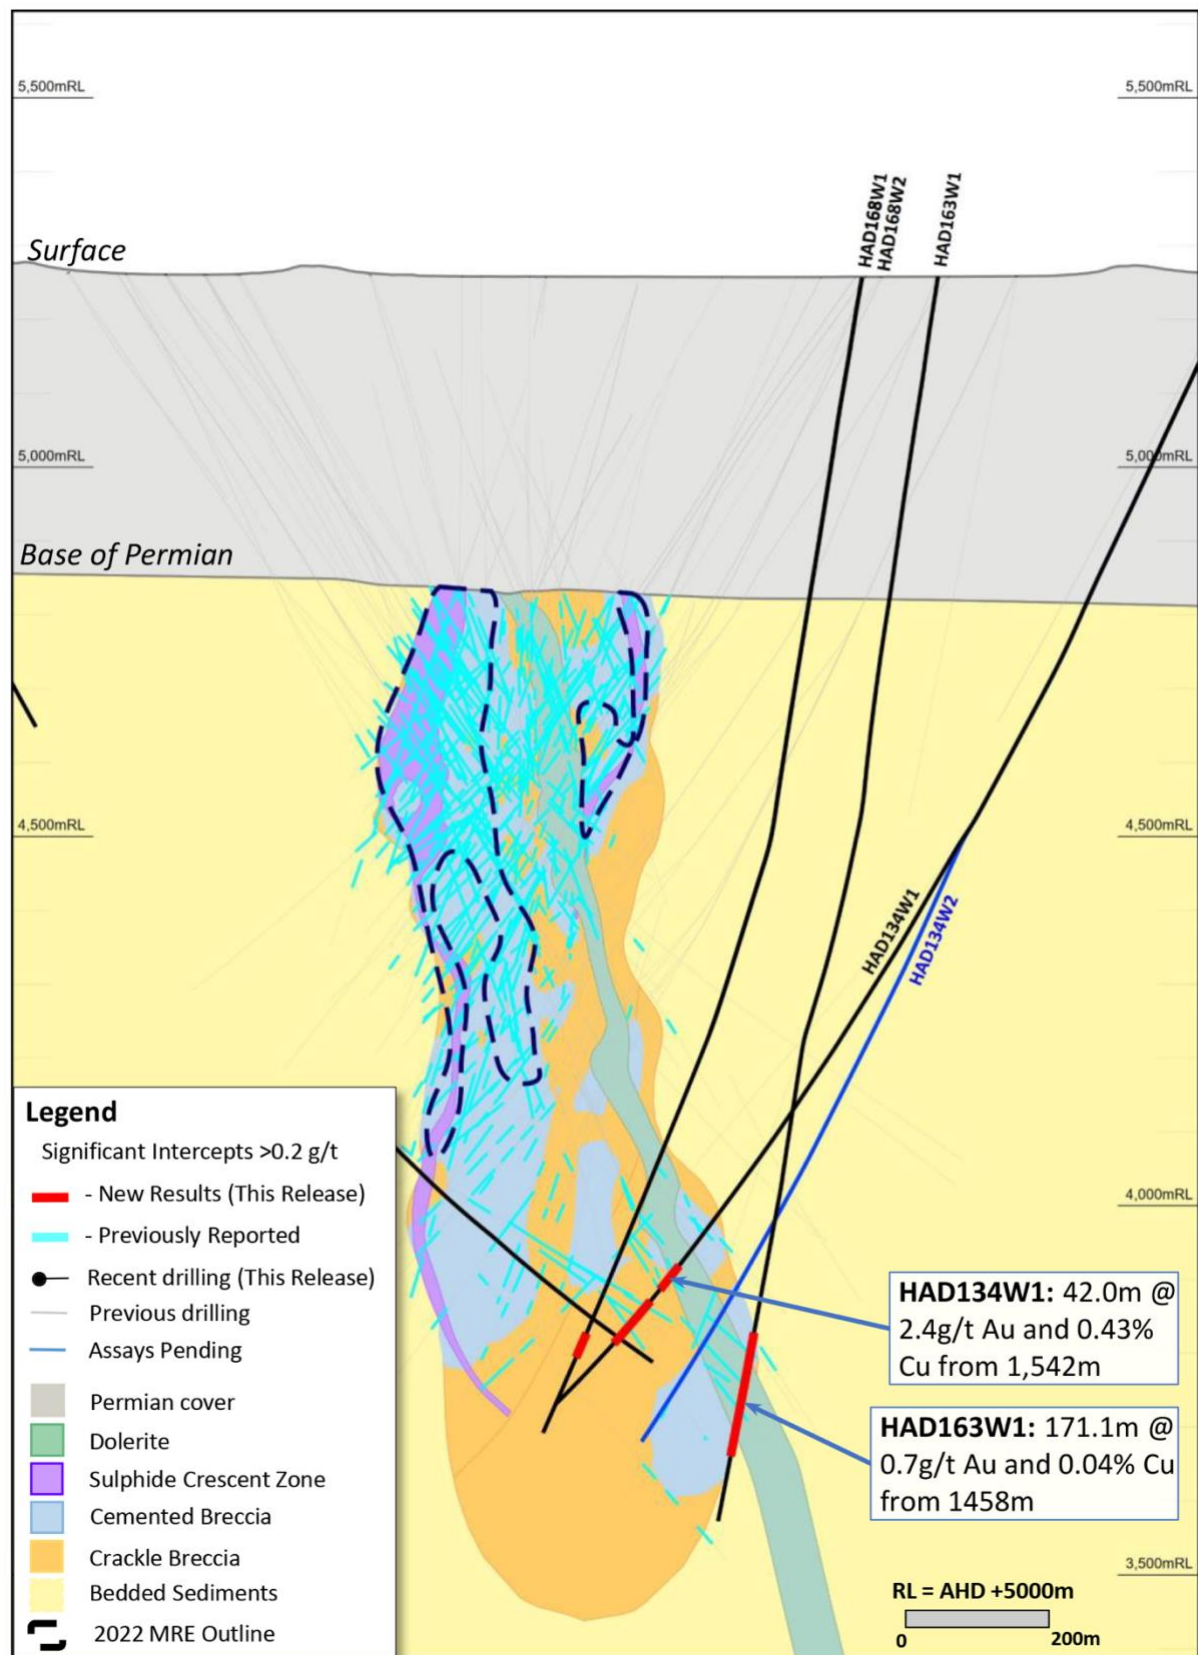 5,500mRL
5,500mRL
HAD168W1
HAD168W2
HAD163W1
Surface
5,000mRL
5,000mRL
Base of Permian
4,500mRL
4,500mRL
HAD134W1
HAD134W2
Legend
Significant Intercepts >0.2 g/t
- New Results (This Release)
- Previously Reported
Recent drilling (This Release)
Previous drilling
Assays Pending
Permian cover
Dolerite
Sulphide Crescent Zone
Cemented Breccia
Crackle Breccia
Bedded Sediments
2022 MRE Outline
4,000mRL
HAD134W1: 42.0m @
2.4g/t Au and 0.43%
Cu from 1,542m
HAD163W1: 171.1m @
0.7g/t Au and 0.04% Cu
from 1458m
3,500mRL
RL = AHD +5000m
0
200m